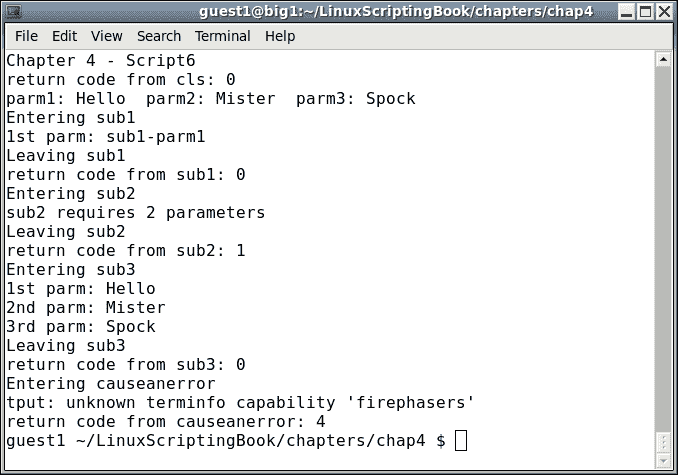 guest1@big1:~/LinuxScriptingBook/chapters/chap4
File Edit View Search Terminal Help
Chapter 4 - Script6
return code from cls: 0
parm1: Hello  parm2: Mister  parm3: Spock
Entering sub1
1st parm: sub1-parm1
Leaving sub1
return code from sub1: 0
Entering sub2
sub2 requires 2 parameters
Leaving sub2
return code from sub2: 1
Entering sub3
1st parm: Hello
2nd parm: Mister
3rd parm: Spock
Leaving sub3
return code from sub3: 0
Entering causeanerror
tput: unknown terminfo capability 'firephasers'
return code from causeanerror: 4
guest1 ~/LinuxScriptingBook/chapters/chap4 $